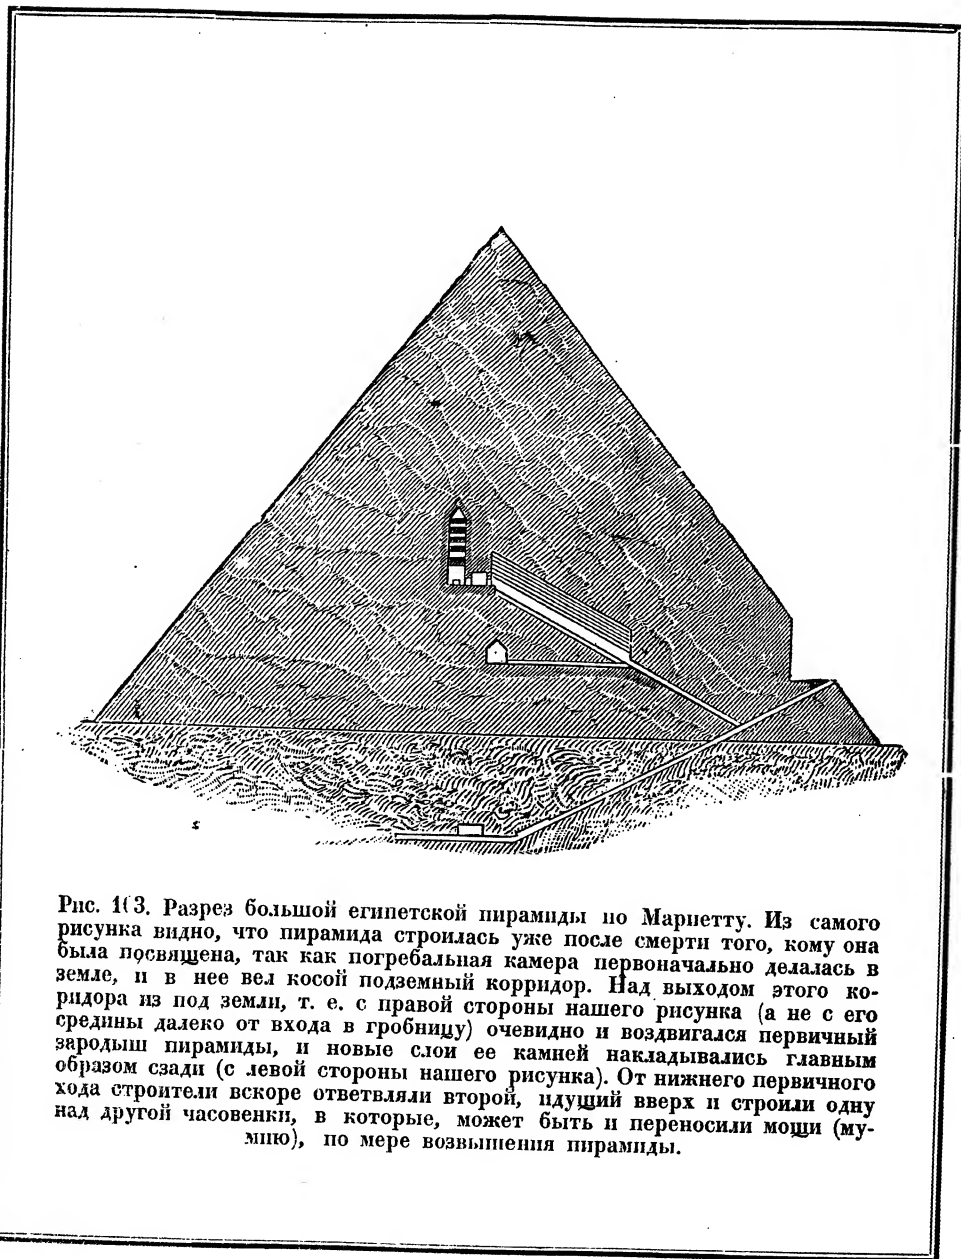 Рис. 1(3. Разрез большой египетской пирамиды по Мариетту. Из самого
рисунка видно, что пирамида строилась уже после смерти того, кому она
была посвящена, так как погребальная камера первоначально делалась в
земле, и в нее вел косой подземный корридор. Над выходом этого ко-
ридора из под земли, т. е. с правой стороны нашего рисунка (а не с его
средины далеко от входа в гробницу) очевидно и воздвигался первичный
зародыш пирамиды, и новые слои ее камней накладывались главным
образом сзади (с левой стороны нашего рисунка). От нижнего первичного
хода строители вскоре ответвляли второй, идущий вверх и строили одну
над другой часовенки, в которые, может быть и переносили мощи (му-
мию), по мере возвышения пирамиды.